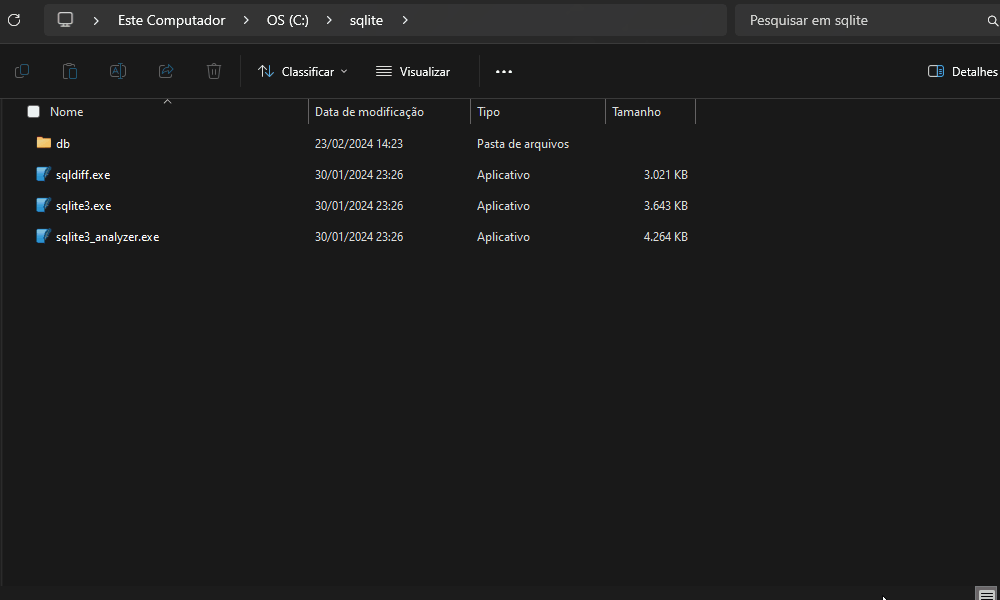 Este Computador > OS (C:) > sqlite >
Pesquisar em sqlite
Classificar
Visualizar
Detalhes
Nome Data de modificação Tipo Tamanho
db 23/02/2024 14:23 Pasta de arquivos
sqldiff.exe 30/01/2024 23:26 Aplicativo 3.021 KB
sqlite3.exe 30/01/2024 23:26 Aplicativo 3.643 KB
sqlite3_analyzer.exe 30/01/2024 23:26 Aplicativo 4.264 KB